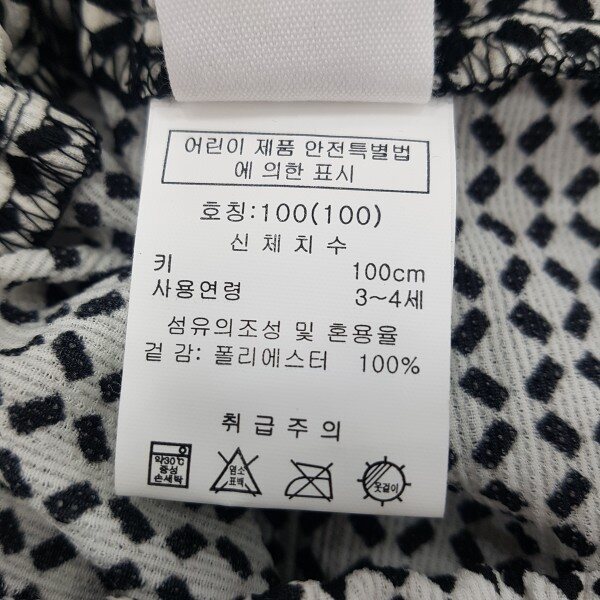 어린이 제품 안전특별법
에 의한 표시
호칭:100(100)
신 체 치 수
키 100cm
사용연령 3~4세
섬유의조성 및 혼용율
겉 감: 폴리에스터 100%
취 급 주 의
약30℃
중성
손세탁
염소
표백
옷걸이